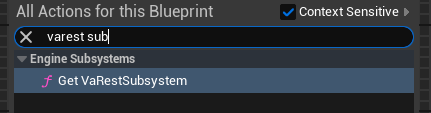 All Actions for this Blueprint
Context Sensitive
varest sub
Engine Subsystems
Get VaRestSubsystem